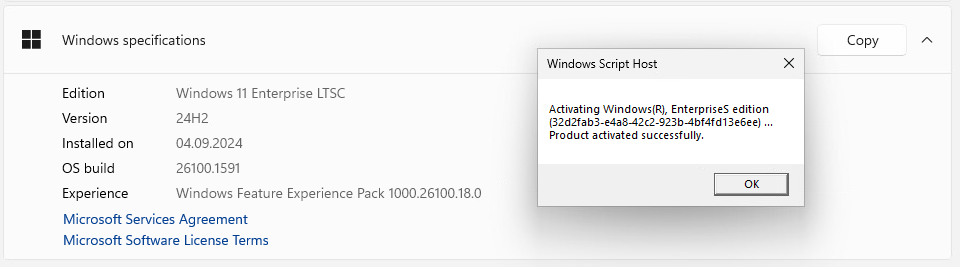 Windows specifications
Copy
Edition Windows 11 Enterprise LTSC
Version 24H2
Installed on 04.09.2024
OS build 26100.1591
Experience Windows Feature Experience Pack 1000.26100.18.0
Microsoft Services Agreement
Microsoft Software License Terms
Windows Script Host
Activating Windows(R), EnterpriseS edition
(32d2fab3-e4a8-42c2-923b-4bf4fd13e6ee) ...
Product activated successfully.
OK